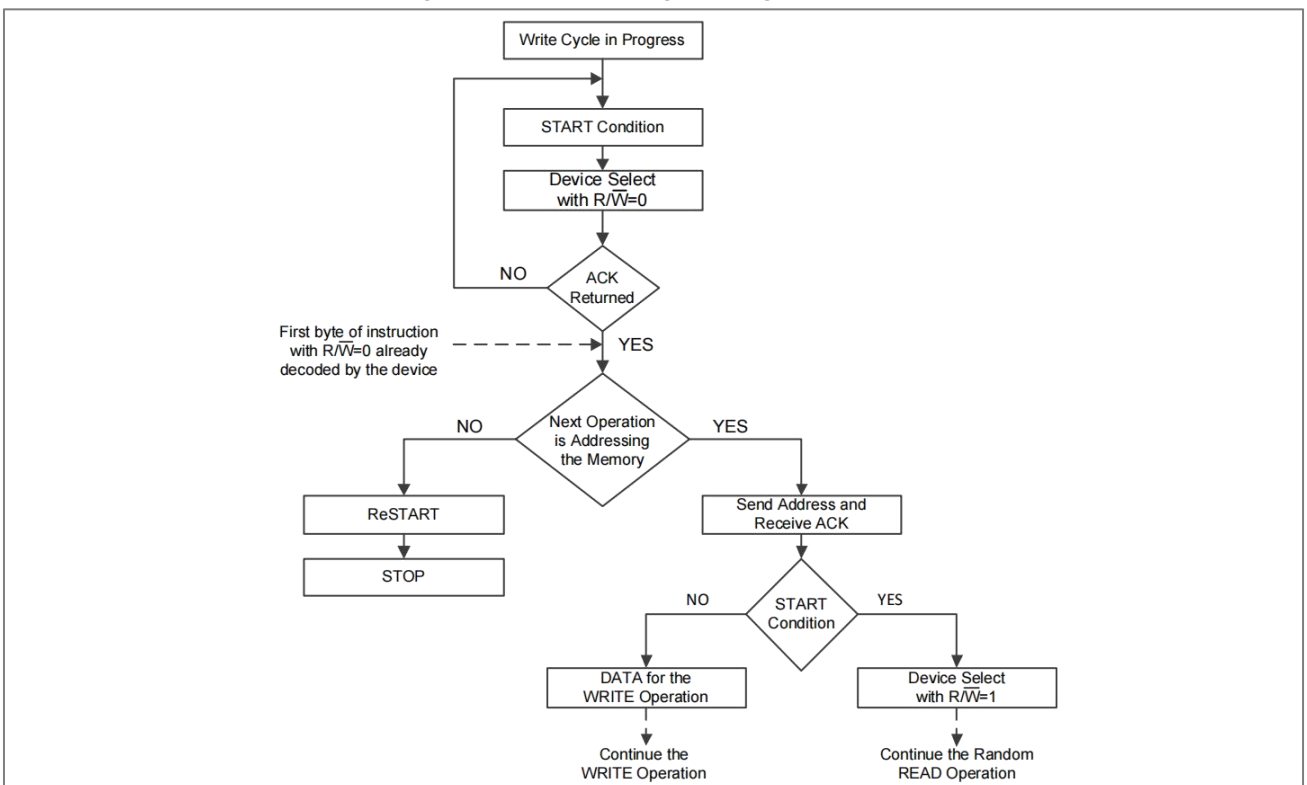 Write Cycle in Progress
START Condition
Device Select
with R/W̅=0
NO
ACK
Returned
First byte of instruction
with R/W̅=0 already
decoded by the device
YES
NO
Next Operation
is Addressing
the Memory
YES
ReSTART
Send Address and
Receive ACK
STOP
NO
START
Condition
YES
DATA for the
WRITE Operation
Device Select
with R/W̅=1
Continue the
WRITE Operation
Continue the Random
READ Operation